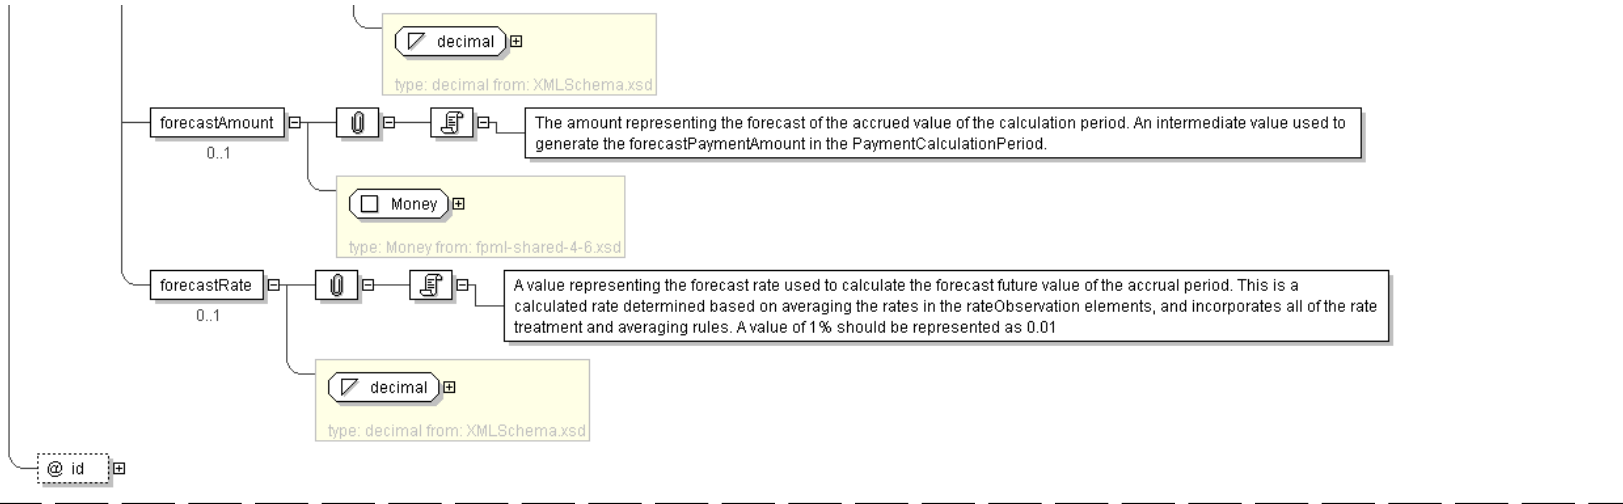 decimal
type: decimal from: XMLSchema.xsd
forecastAmount
0..1
The amount representing the forecast of the accrued value of the calculation period. An intermediate value used to
generate the forecastPaymentAmount in the PaymentCalculationPeriod.
Money
type: Money from: fpml-shared-4-6.xsd
forecastRate
0..1
A value representing the forecast rate used to calculate the forecast future value of the accrual period. This is a
calculated rate determined based on averaging the rates in the rateObservation elements, and incorporates all of the rate
treatment and averaging rules. A value of 1% should be represented as 0.01
decimal
type: decimal from: XMLSchema.xsd
@ id